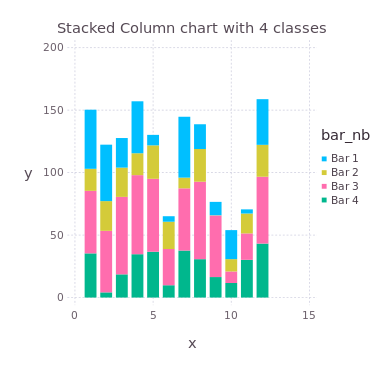 Stacked Column chart with 4 classes
200
150
100
50
0
y
0 5 10 15
x
bar_nb
Bar 1
Bar 2
Bar 3
Bar 4